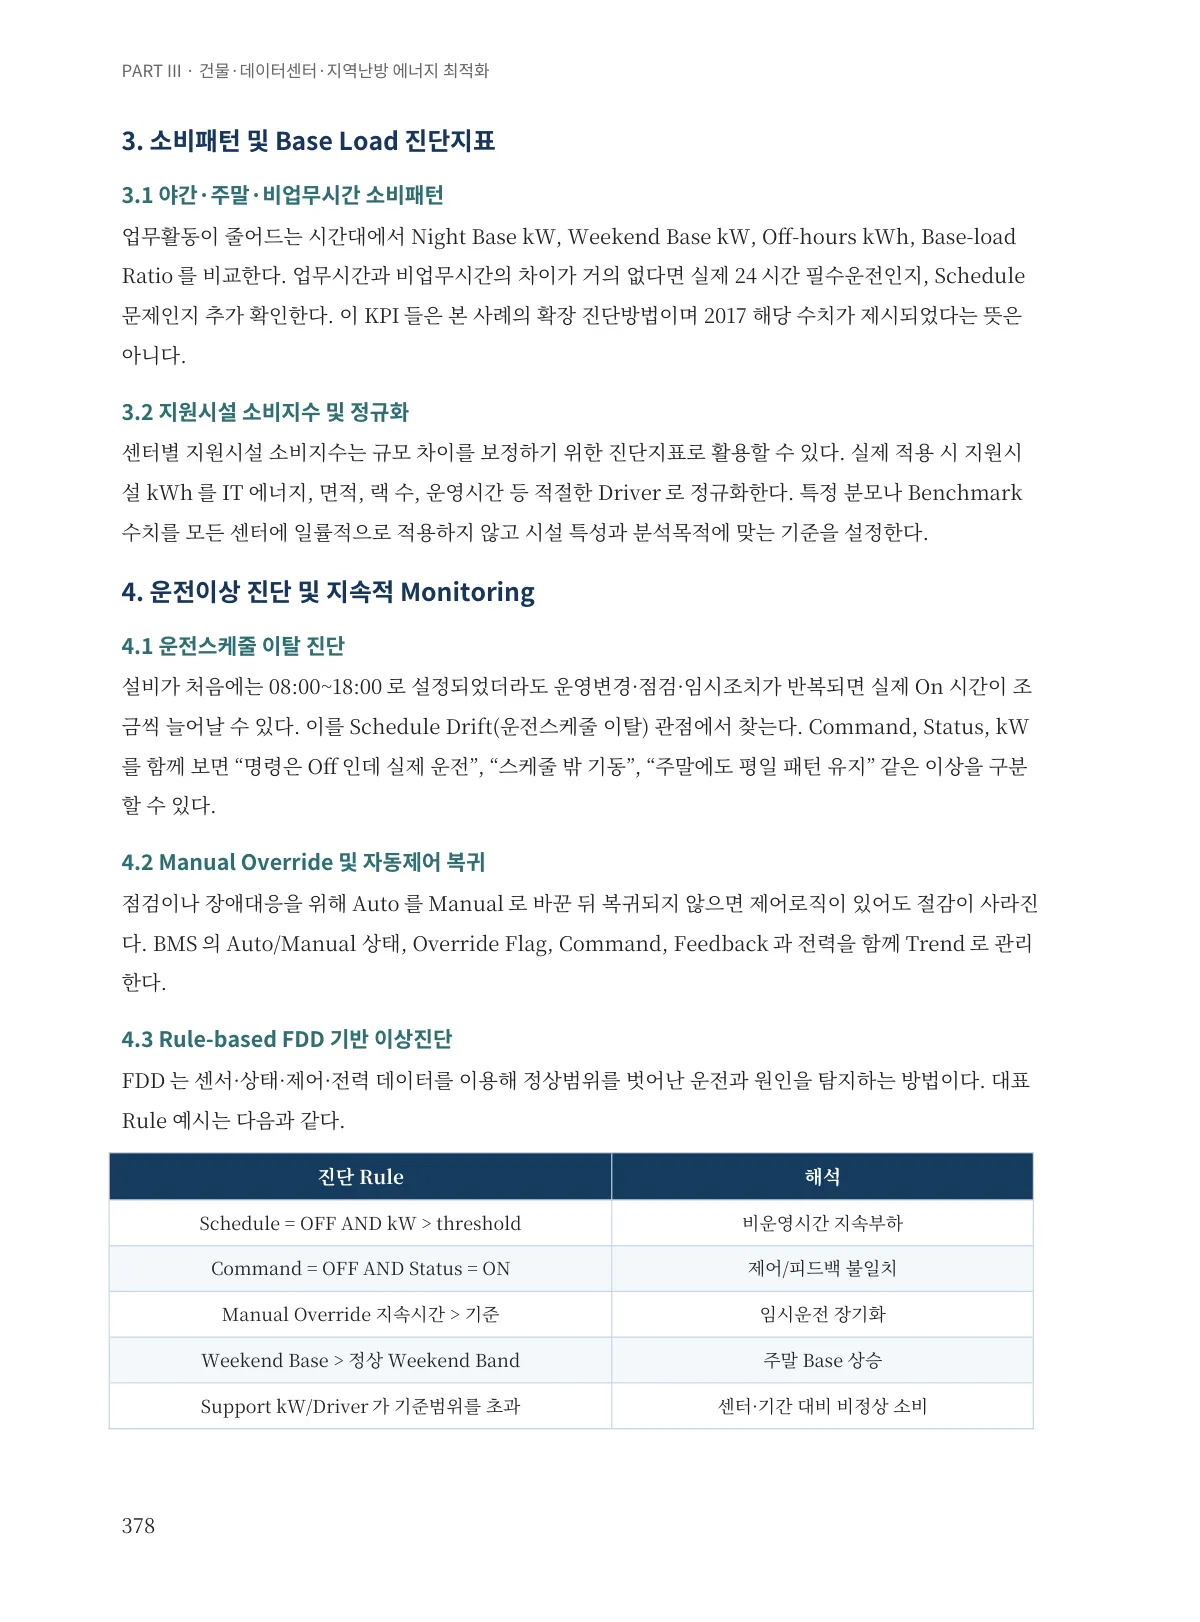 PART III · 건물·데이터센터·지역난방 에너지 최적화
3. 소비패턴 및 Base Load 진단지표
3.1 야간·주말·비업무시간 소비패턴
업무활동이 줄어드는 시간대에서 Night Base kW, Weekend Base kW, Off-hours kWh, Base-load
Ratio 를 비교한다. 업무시간과 비업무시간의 차이가 거의 없다면 실제 24 시간 필수운전인지, Schedule
문제인지 추가 확인한다. 이 KPI 들은 본 사례의 확장 진단방법이며 2017 해당 수치가 제시되었다는 뜻은
아니다.
3.2 지원시설 소비지수 및 정규화
센터별 지원시설 소비지수는 규모 차이를 보정하기 위한 진단지표로 활용할 수 있다. 실제 적용 시 지원시
설 kWh 를 IT 에너지, 면적, 랙 수, 운영시간 등 적절한 Driver 로 정규화한다. 특정 분모나 Benchmark
수치를 모든 센터에 일률적으로 적용하지 않고 시설 특성과 분석목적에 맞는 기준을 설정한다.
4. 운전이상 진단 및 지속적 Monitoring
4.1 운전스케줄 이탈 진단
설비가 처음에는 08:00~18:00 로 설정되었더라도 운영변경·점검·임시조치가 반복되면 실제 On 시간이 조
금씩 늘어날 수 있다. 이를 Schedule Drift(운전스케줄 이탈) 관점에서 찾는다. Command, Status, kW
를 함께 보면 “명령은 Off 인데 실제 운전”, “스케줄 밖 기동”, “주말에도 평일 패턴 유지” 같은 이상을 구분
할 수 있다.
4.2 Manual Override 및 자동제어 복귀
점검이나 장애대응을 위해 Auto 를 Manual 로 바꾼 뒤 복귀되지 않으면 제어로직이 있어도 절감이 사라진
다. BMS 의 Auto/Manual 상태, Override Flag, Command, Feedback 과 전력을 함께 Trend 로 관리
한다.
4.3 Rule-based FDD 기반 이상진단
FDD 는 센서·상태·제어·전력 데이터를 이용해 정상범위를 벗어난 운전과 원인을 탐지하는 방법이다. 대표
Rule 예시는 다음과 같다.
진단 Rule 해석
Schedule = OFF AND kW > threshold 비운영시간 지속부하
Command = OFF AND Status = ON 제어/피드백 불일치
Manual Override 지속시간 > 기준 임시운전 장기화
Weekend Base > 정상 Weekend Band 주말 Base 상승
Support kW/Driver 가 기준범위를 초과 센터·기간 대비 비정상 소비
378